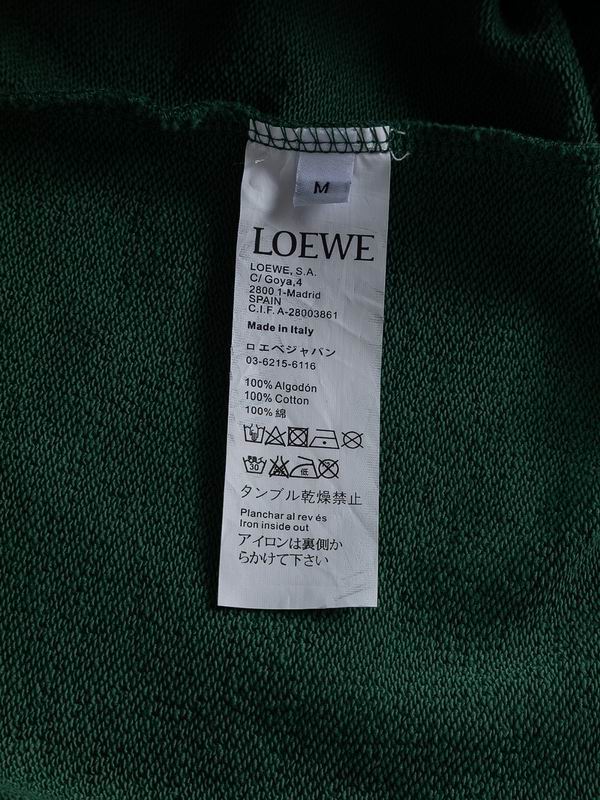 M
LOEWE
LOEWE, S.A.
C/ Goya,4
2800 1-Madrid
SPAIN
C.I.F. A-28003861
Made in Italy
ロエベジャパン
03-6215-6116
100% Algodón
100% Cotton
100% 綿
30
低
タンブル乾燥禁止
Planchar al rev és
Iron inside out
アイロンは裏側か
らかけて下さい